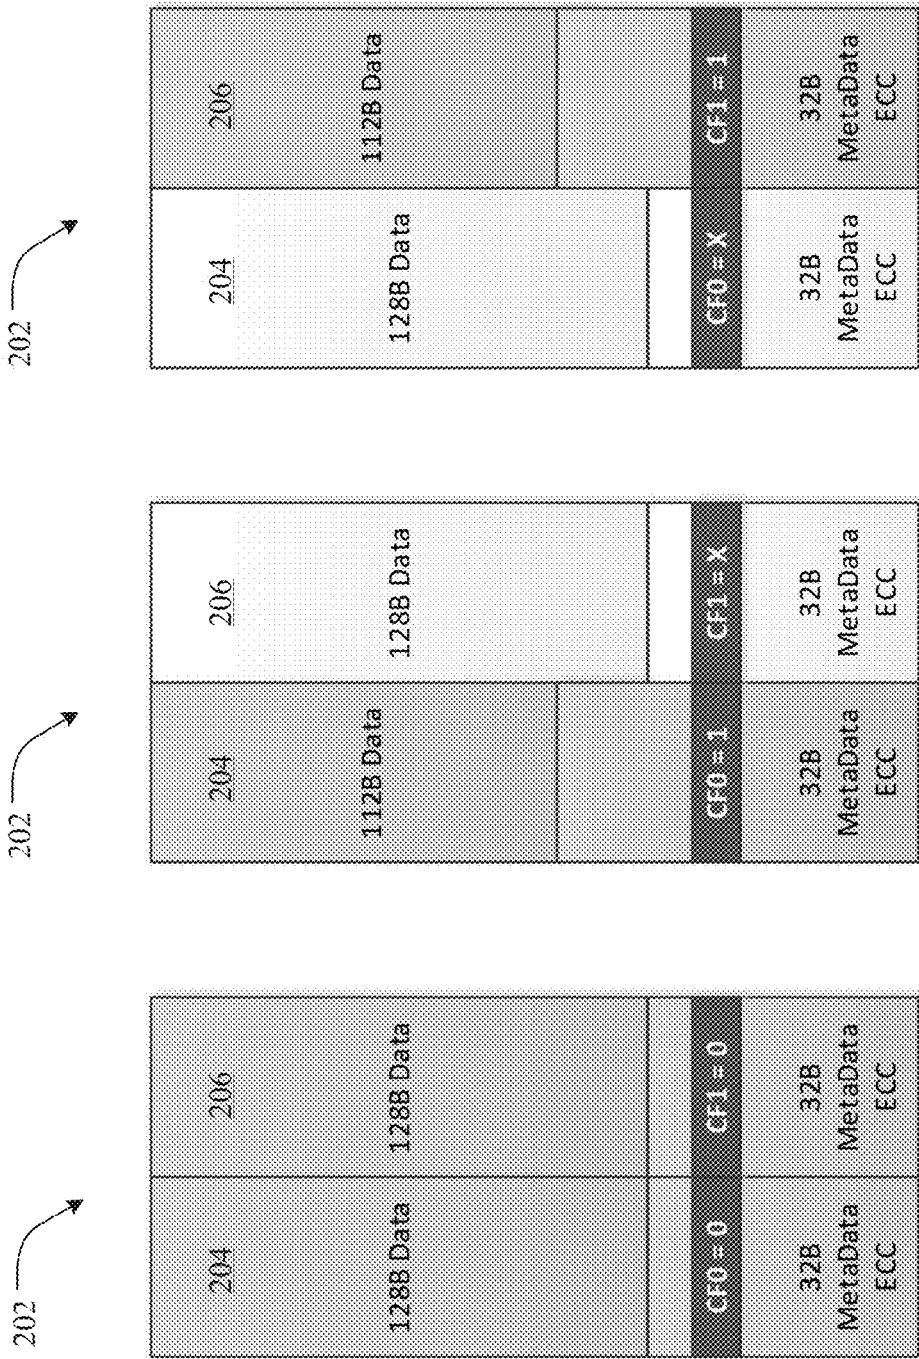 202
204
206
128B Data
128B Data
CF0 = 0
CF1 = 0
32B
MetaData
ECC
32B
MetaData
ECC
202
204
206
112B Data
128B Data
CF0 = 1
CF1 = X
32B
MetaData
ECC
32B
MetaData
ECC
202
204
206
128B Data
112B Data
CF0 = X
CF1 = 1
32B
MetaData
ECC
32B
MetaData
ECC